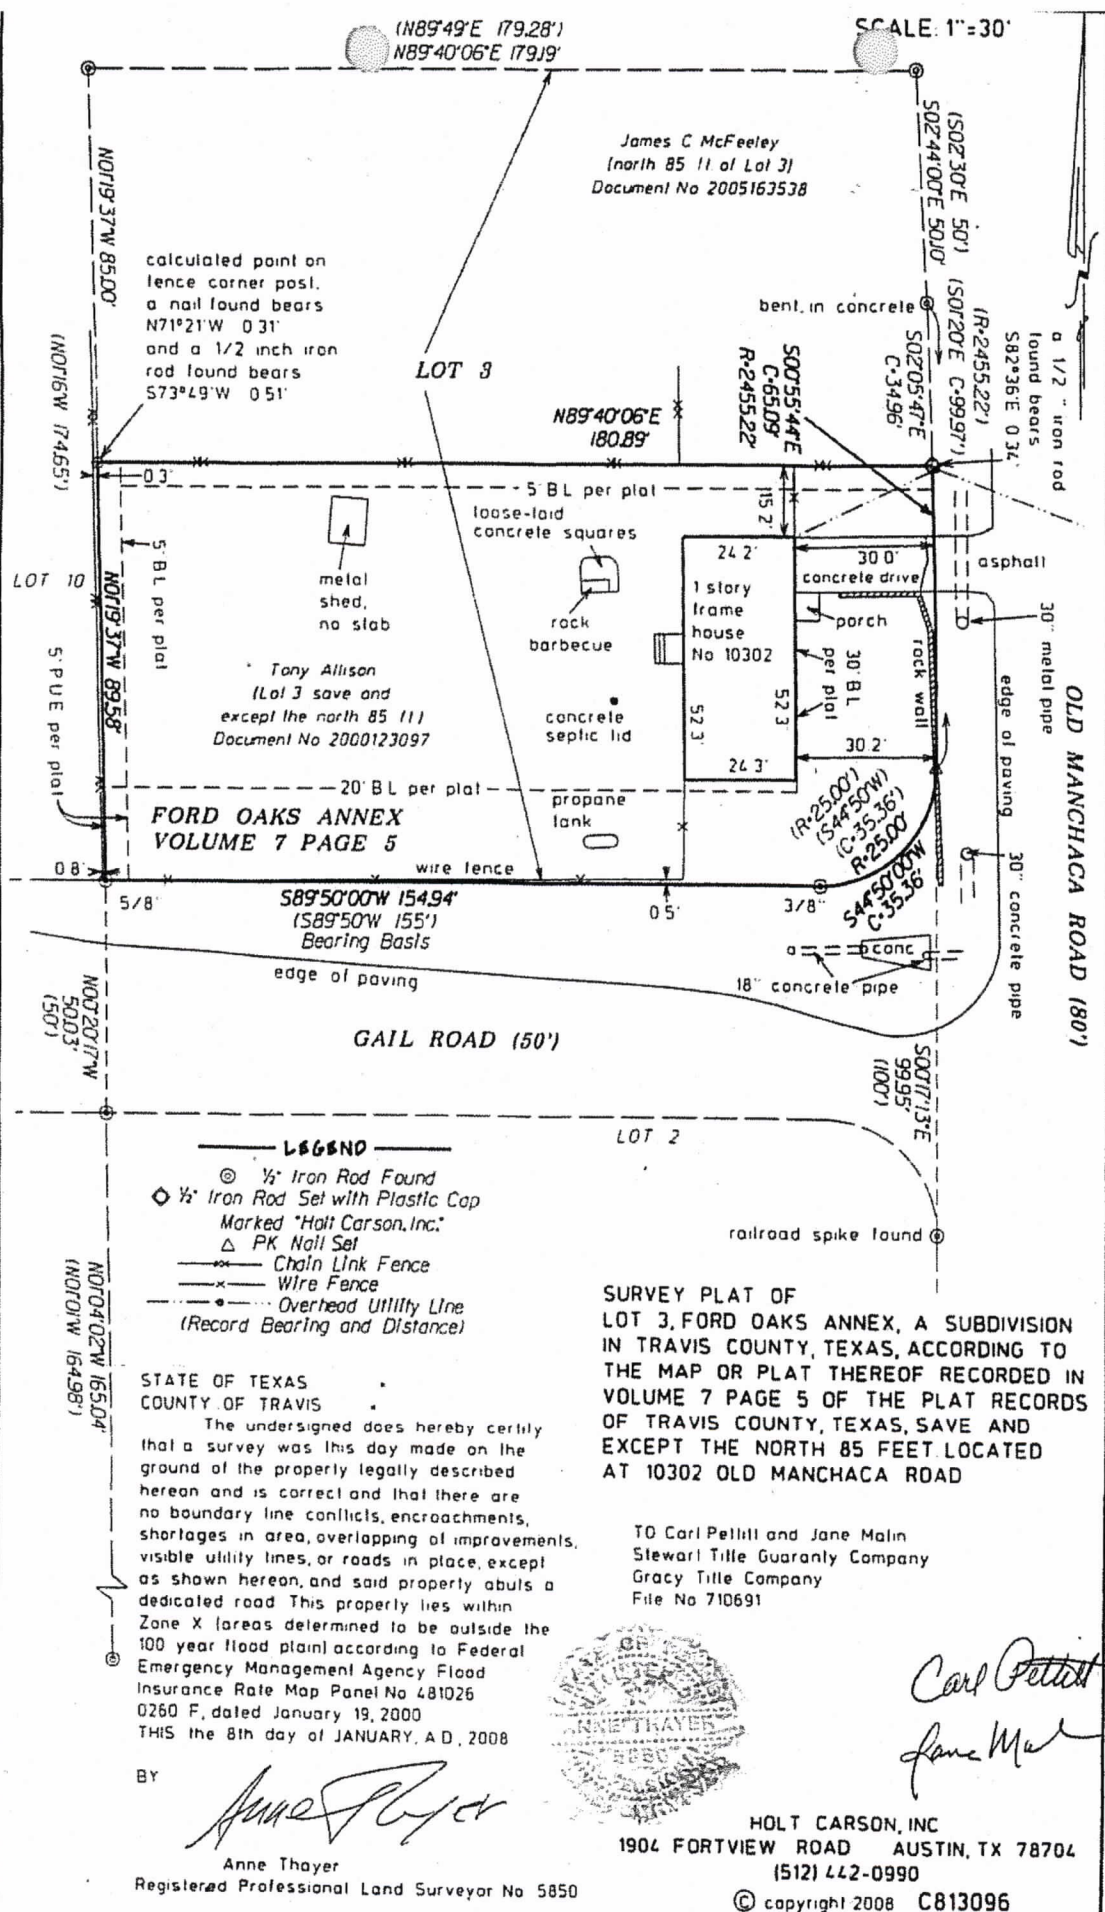 (N89°49'E 179.28')
N89°40'06"E 179.19'
SCALE: 1"=30'
James C McFeeley
(north 85 ft of Lot 3)
Document No 2005163538
(S02°30'E 50')
S02°44'00"E 50.10'
N01°19'37"W 85.00'
calculated point on
fence corner post.
a nail found bears
N71°21'W 0.31'
and a 1/2 inch iron
rod found bears
S73°49'W 0.51'
bent, in concrete
(S01°20'E C=99.97')
(R=2455.22')
S02°05'47"E
C=34.96'
a 1/2" iron rod
found bears
S82°36'E 0.34'
LOT 3
(N01°16'W 174.65')
N89°40'06"E
180.89'
S00°55'44"E
C=65.09'
R=2455.22'
0.3'
5' BL per plat
15.2'
loose-laid
concrete squares
24.2'
30.0'
concrete drive
asphalt
LOT 10
5' BL per plat
metal
shed,
no slab
rock
barbecue
1 story
frame
house
No 10302
porch
30" metal pipe
N01°19'37"W 89.58'
5' PUE per plat
Tony Allison
(Lot 3 save and
except the north 85 ft)
Document No 2000123097
concrete
septic lid
52.3'
52.3'
30' BL
per plat
rock wall
edge of paving
OLD MANCHACA ROAD (80')
24.3'
30.2'
20' BL per plat
FORD OAKS ANNEX
VOLUME 7 PAGE 5
propane
tank
(R=25.00')
(S44°50'W)
(C=35.36')
R=25.00'
S44°50'00"W
C=35.36'
0.8'
wire fence
5/8"
S89°50'00"W 154.94'
(S89°50'W 155')
Bearing Basis
0.5'
3/8"
30" concrete pipe
conc
18" concrete pipe
edge of paving
N00°20'17"W
50.03'
(50')
GAIL ROAD (50')
S00°17'13"E
99.95'
(100')
LOT 2
LEGEND
½" Iron Rod Found
½" Iron Rod Set with Plastic Cap
Marked "Holt Carson, Inc."
PK Nail Set
Chain Link Fence
Wire Fence
Overhead Utility Line
(Record Bearing and Distance)
railroad spike found
N01°04'02"W 165.04'
(N01°01'W 164.98')
SURVEY PLAT OF
LOT 3, FORD OAKS ANNEX, A SUBDIVISION
IN TRAVIS COUNTY, TEXAS, ACCORDING TO
THE MAP OR PLAT THEREOF RECORDED IN
VOLUME 7 PAGE 5 OF THE PLAT RECORDS
OF TRAVIS COUNTY, TEXAS, SAVE AND
EXCEPT THE NORTH 85 FEET. LOCATED
AT 10302 OLD MANCHACA ROAD
STATE OF TEXAS
COUNTY OF TRAVIS
The undersigned does hereby certify
that a survey was this day made on the
ground of the property legally described
hereon and is correct and that there are
no boundary line conflicts, encroachments,
shortages in area, overlapping of improvements,
visible utility lines, or roads in place, except
as shown hereon, and said property abuts a
dedicated road This property lies within
Zone X (areas determined to be outside the
100 year flood plain) according to Federal
Emergency Management Agency Flood
Insurance Rate Map Panel No 481026
0260 F, dated January 19, 2000
THIS the 8th day of JANUARY, A D, 2008
TO Carl Pettitt and Jane Malin
Stewart Title Guaranty Company
Gracy Title Company
File No 710691
ANNE THAYER
Carl Pettitt
BY
Anne Thayer
Anne Thayer
Registered Professional Land Surveyor No 5850
HOLT CARSON, INC
1904 FORTVIEW ROAD AUSTIN, TX 78704
(512) 442-0990
© copyright 2008 C813096